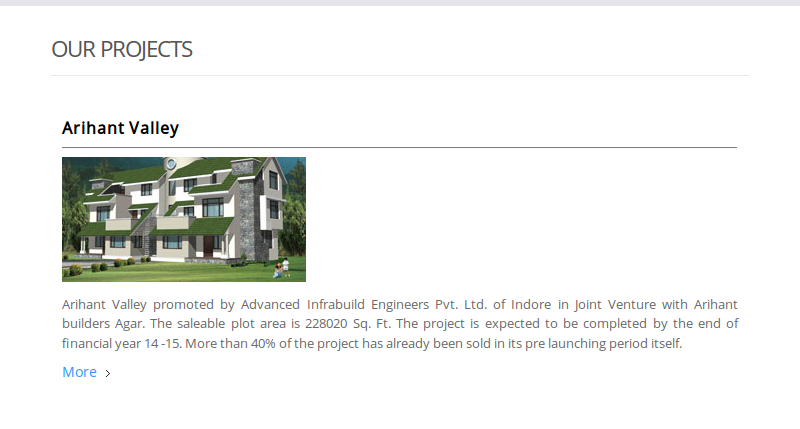 OUR PROJECTS
Arihant Valley
Arihant Valley promoted by Advanced Infrabuild Engineers Pvt. Ltd. of Indore in Joint Venture with Arihant
builders Agar. The saleable plot area is 228020 Sq. Ft. The project is expected to be completed by the end of
financial year 14 -15. More than 40% of the project has already been sold in its pre launching period itself.
More